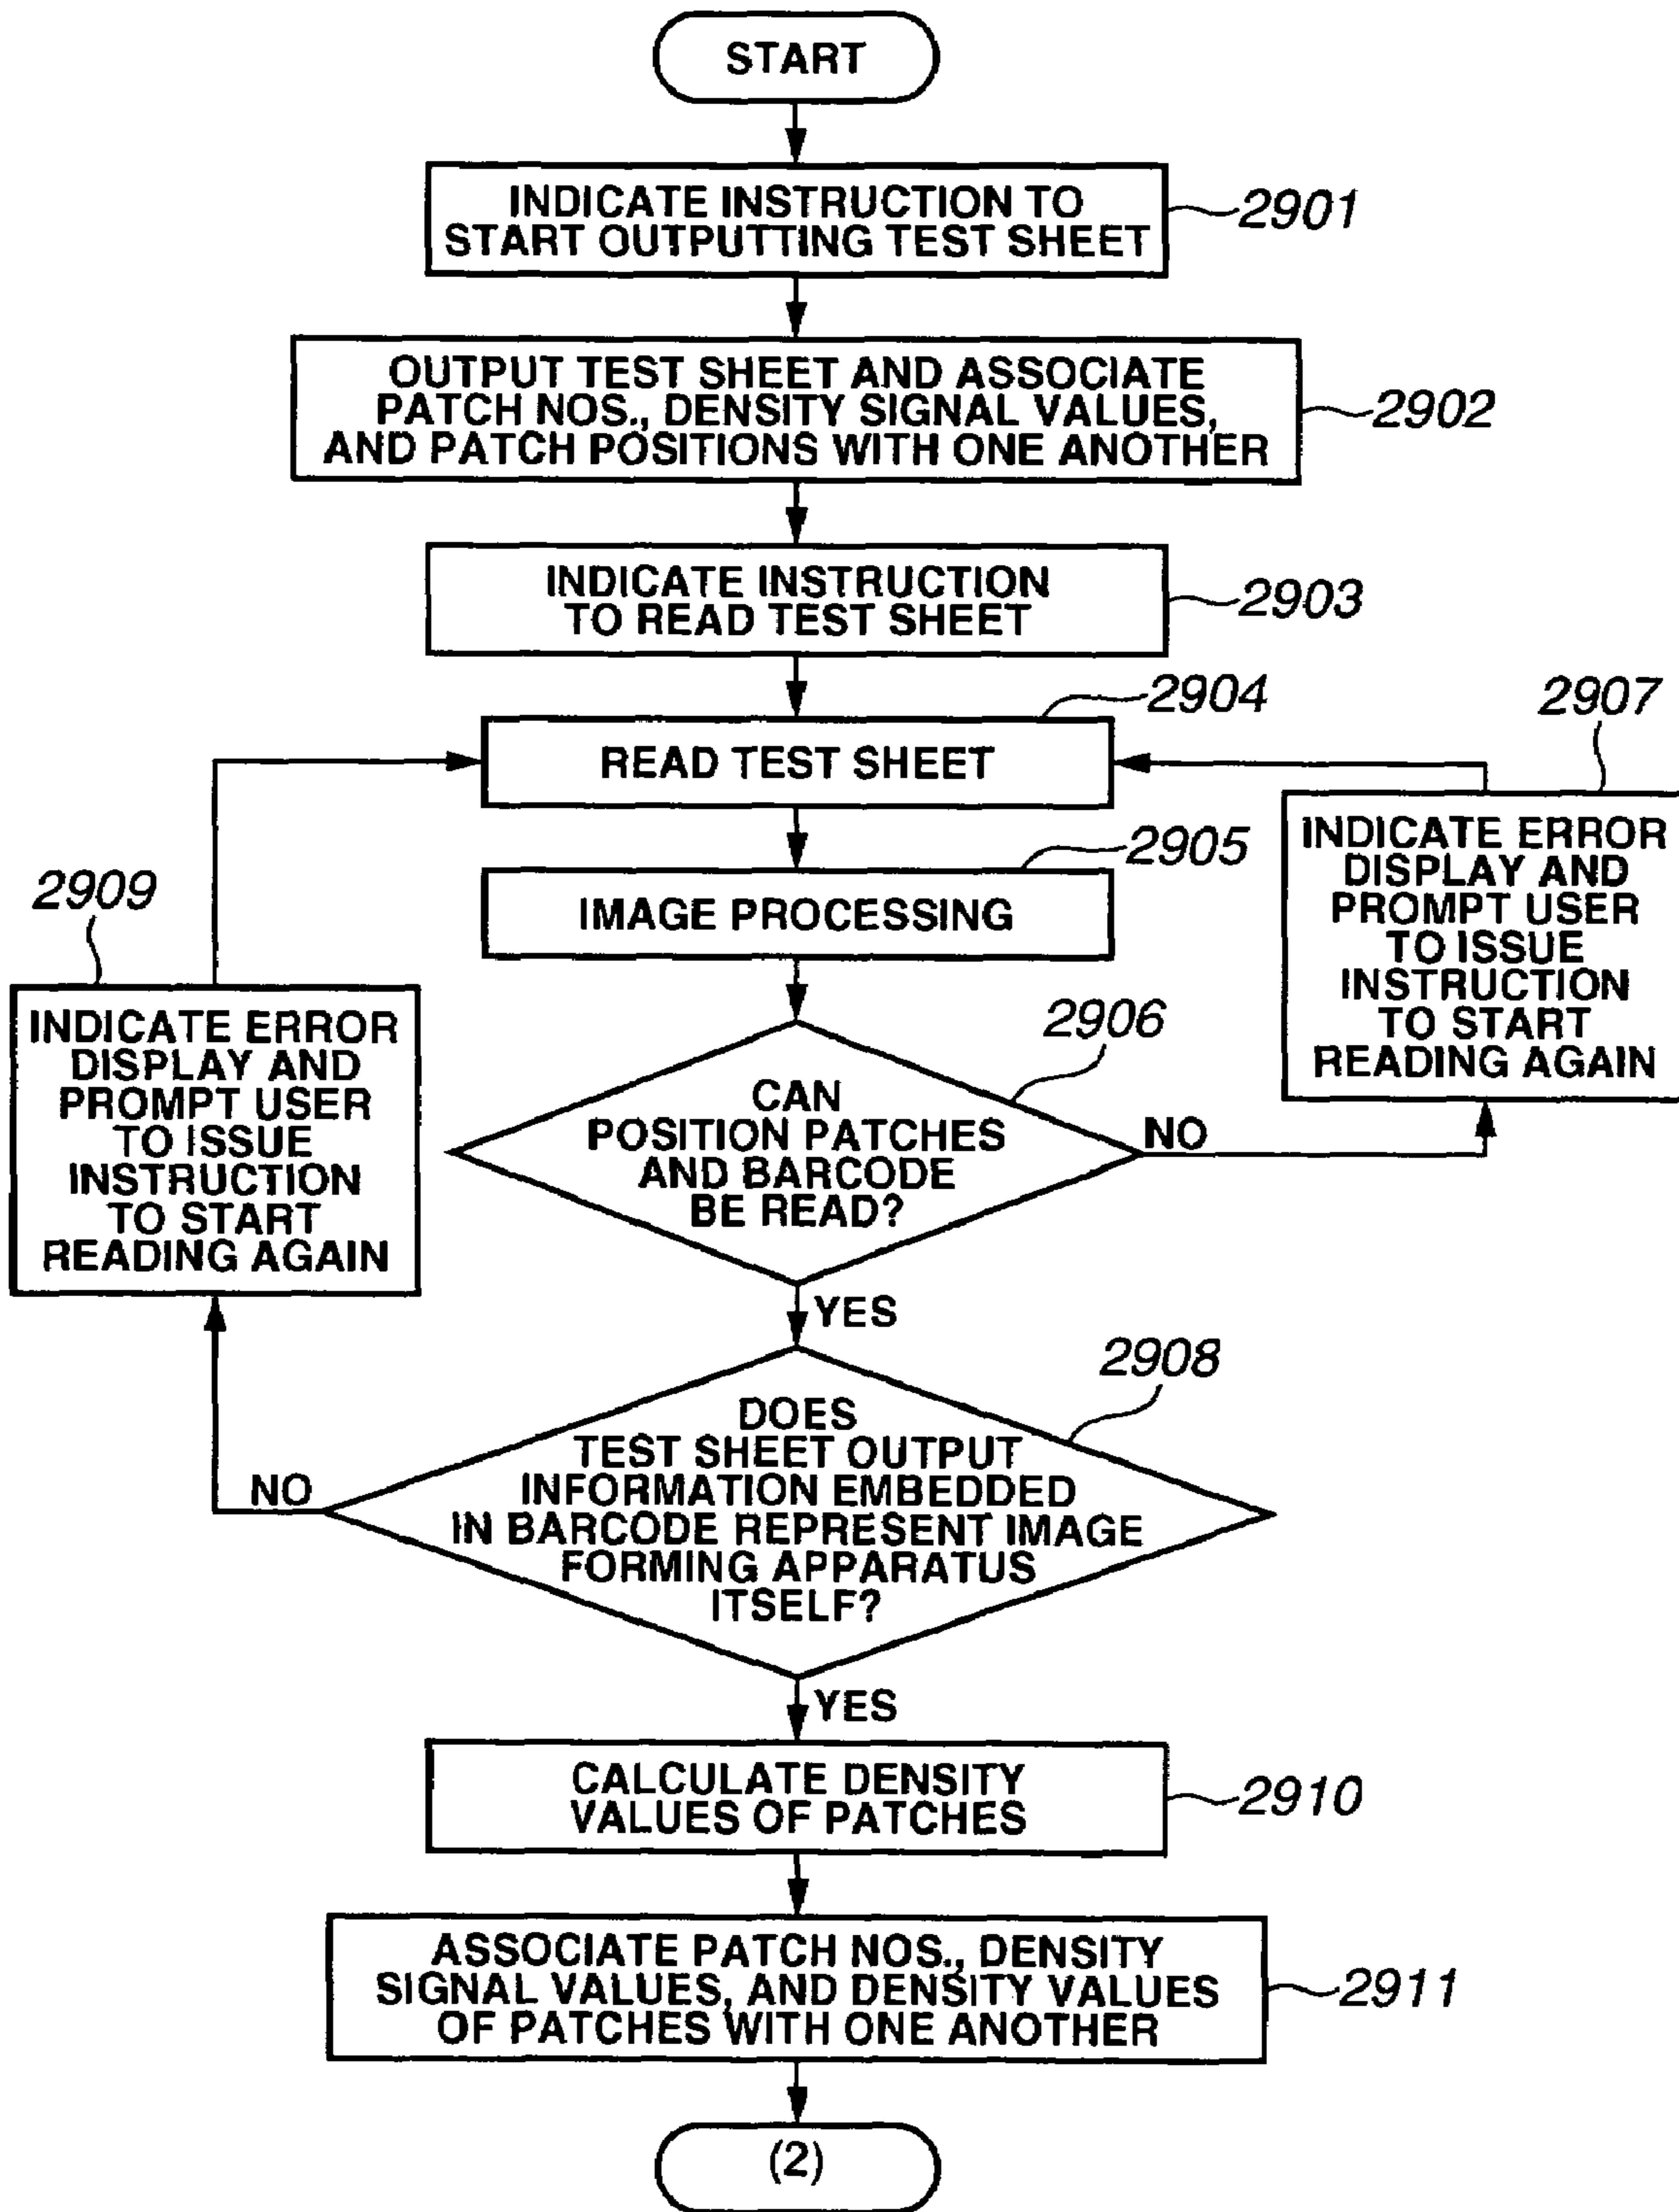 START
INDICATE INSTRUCTION TO
START OUTPUTTING TEST SHEET
2901
OUTPUT TEST SHEET AND ASSOCIATE
PATCH NOS., DENSITY SIGNAL VALUES,
AND PATCH POSITIONS WITH ONE ANOTHER
2902
INDICATE INSTRUCTION
TO READ TEST SHEET
2903
2904
READ TEST SHEET
2907
INDICATE ERROR
DISPLAY AND
PROMPT USER
TO ISSUE
INSTRUCTION
TO START
READING AGAIN
2905
IMAGE PROCESSING
2909
INDICATE ERROR
DISPLAY AND
PROMPT USER
TO ISSUE
INSTRUCTION
TO START
READING AGAIN
2906
CAN
POSITION PATCHES
AND BARCODE
BE READ?
NO
YES
2908
DOES
TEST SHEET OUTPUT
INFORMATION EMBEDDED
IN BARCODE REPRESENT IMAGE
FORMING APPARATUS
ITSELF?
NO
YES
CALCULATE DENSITY
VALUES OF PATCHES
2910
ASSOCIATE PATCH NOS., DENSITY
SIGNAL VALUES, AND DENSITY VALUES
OF PATCHES WITH ONE ANOTHER
2911
(2)